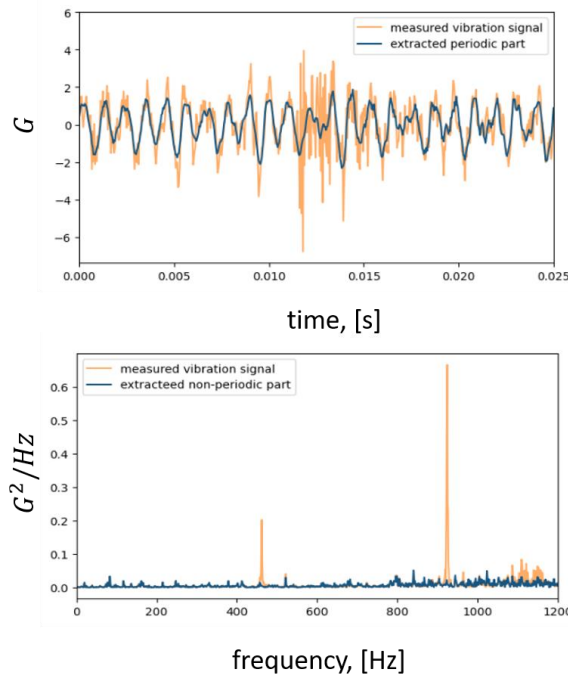 6
4
2
0
−2
−4
−6
G
measured vibration signal
extracted periodic part
0.000 0.005 0.010 0.015 0.020 0.025
time, [s]
0.6
0.5
0.4
0.3
0.2
0.1
0.0
G²/Hz
measured vibration signal
extracteed non-periodic part
0 200 400 600 800 1000 1200
frequency, [Hz]